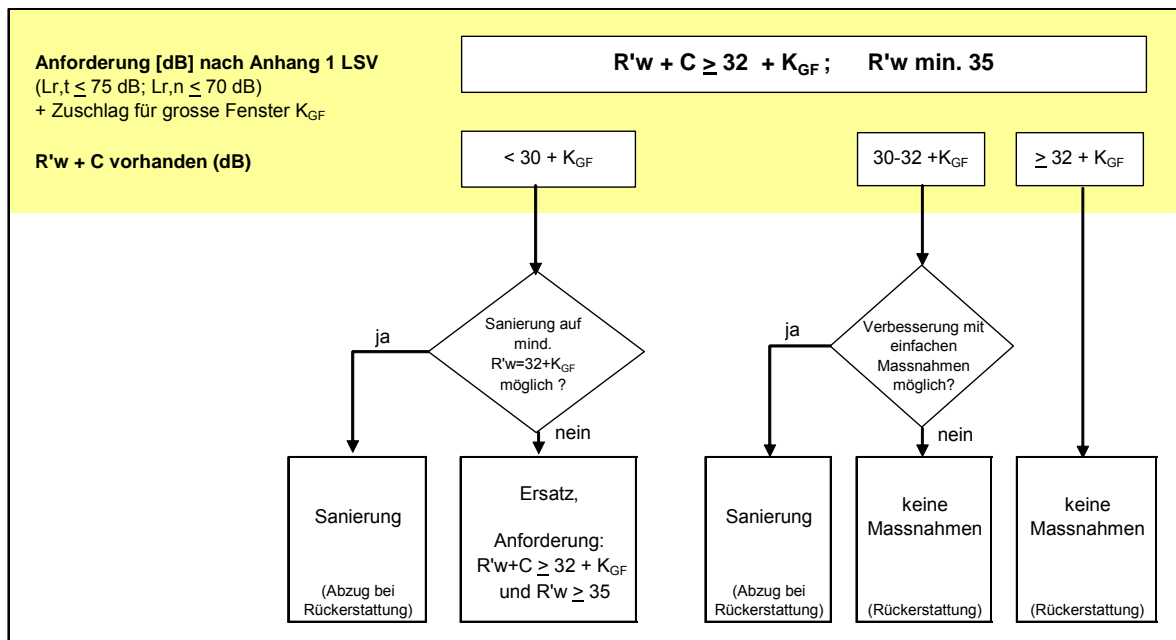 Anforderung [dB] nach Anhang 1 LSV
(Lr,t ≤ 75 dB; Lr,n ≤ 70 dB)
+ Zuschlag für grosse Fenster KGF
R'w + C ≥ 32 + KGF ; R'w min. 35
R'w + C vorhanden (dB)
< 30 + KGF
30-32 +KGF
≥ 32 + KGF
ja
Sanierung auf
mind.
R'w=32+KGF
möglich ?
nein
ja
Verbesserung mit
einfachen
Massnahmen
möglich?
nein
Sanierung
(Abzug bei
Rückerstattung)
Ersatz,
Anforderung:
R'w+C ≥ 32 + KGF
und R'w ≥ 35
Sanierung
(Abzug bei
Rückerstattung)
keine
Massnahmen
(Rückerstattung)
keine
Massnahmen
(Rückerstattung)